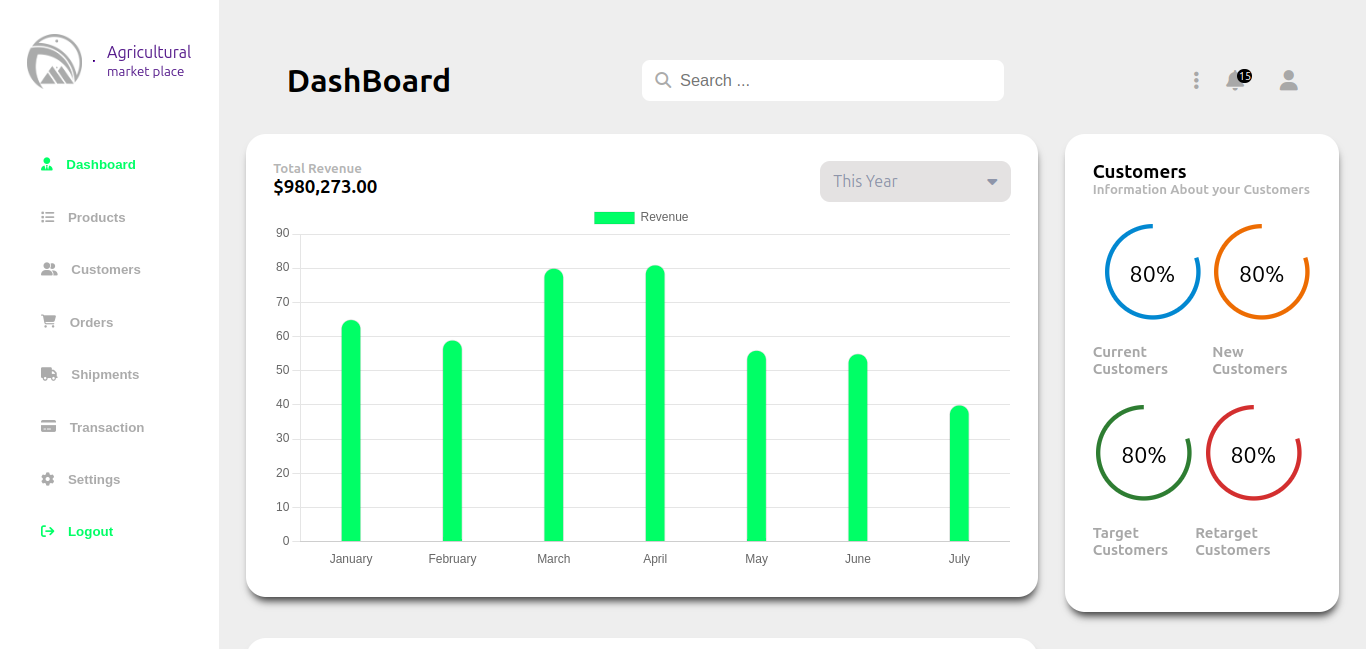 Agricultural
market place
Dashboard
Products
Customers
Orders
Shipments
Transaction
Settings
Logout
DashBoard
Search ...
15
Total Revenue
$980,273.00
This Year
Revenue
90
80
70
60
50
40
30
20
10
0
January February March April May June July
Customers
Information About your Customers
80% 80%
Current Customers
New Customers
80% 80%
Target Customers
Retarget Customers